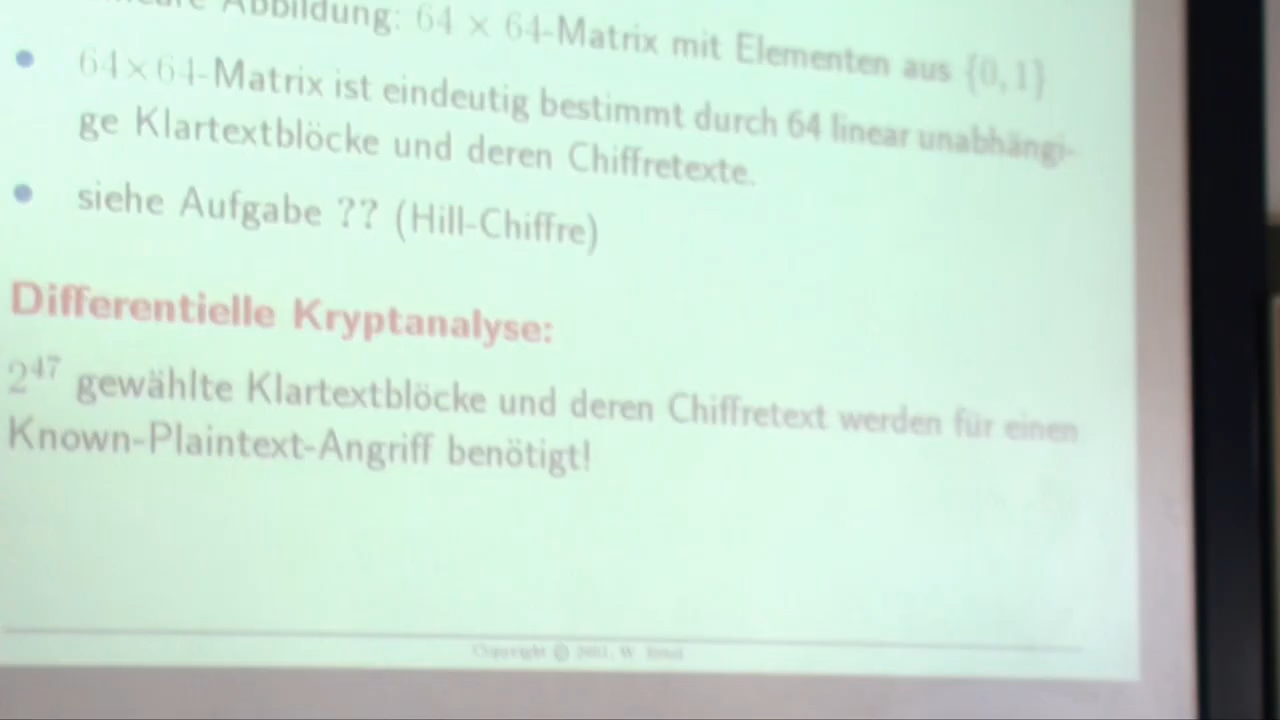 Abbildung: 64 × 64-Matrix mit Elementen aus {0, 1}
64×64-Matrix ist eindeutig bestimmt durch 64 linear unabhängi-
ge Klartextblöcke und deren Chiffretexte.
siehe Aufgabe ?? (Hill-Chiffre)
Differentielle Kryptanalyse:
2^47 gewählte Klartextblöcke und deren Chiffretext werden für einen
Known-Plaintext-Angriff benötigt!
Copyright ©